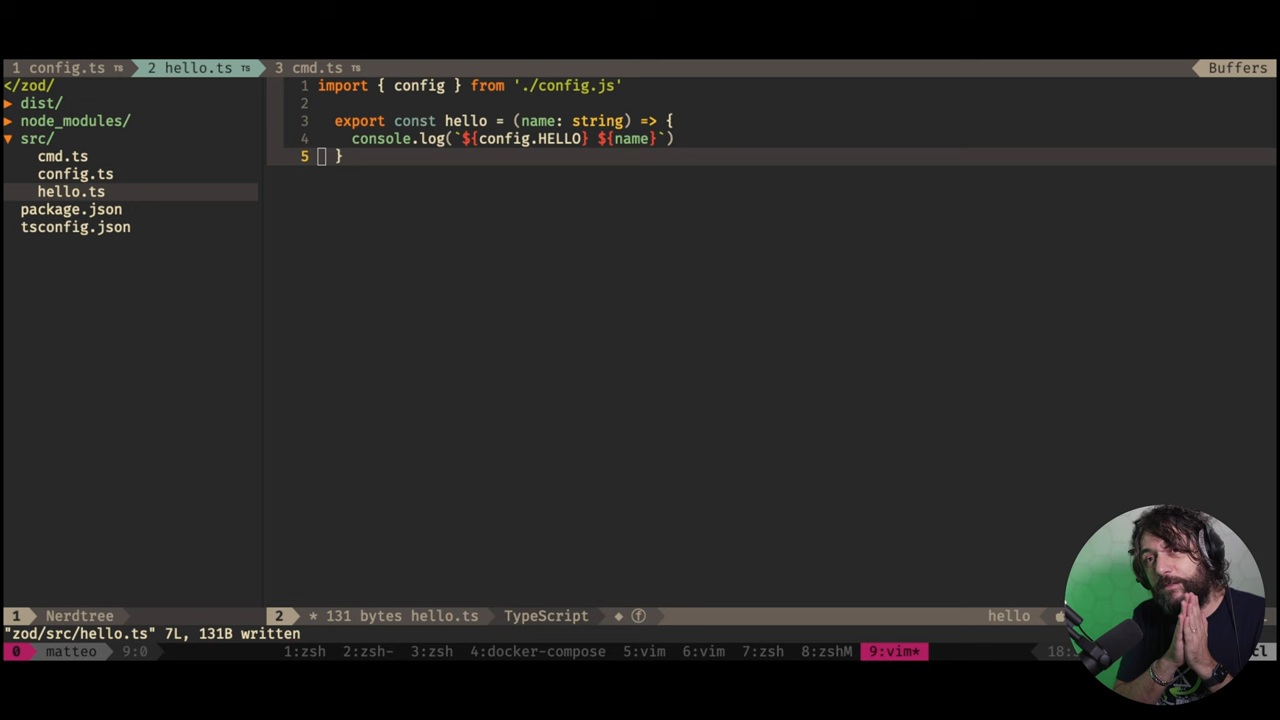 1 config.ts TS 2 hello.ts TS 3 cmd.ts TS Buffers
</zod/
▶ dist/
▶ node_modules/
▼ src/
cmd.ts
config.ts
hello.ts
package.json
tsconfig.json
1 import { config } from './config.js'
2
3 export const hello = (name: string) => {
4 console.log(`${config.HELLO} ${name}`)
5 }
1 Nerdtree 2 * 131 bytes hello.ts TypeScript ◆ ⓕ hello
"zod/src/hello.ts" 7L, 131B written
0 matteo 9:0 1:zsh 2:zsh- 3:zsh 4:docker-compose 5:vim 6:vim 7:zsh 8:zshM 9:vim* 18: